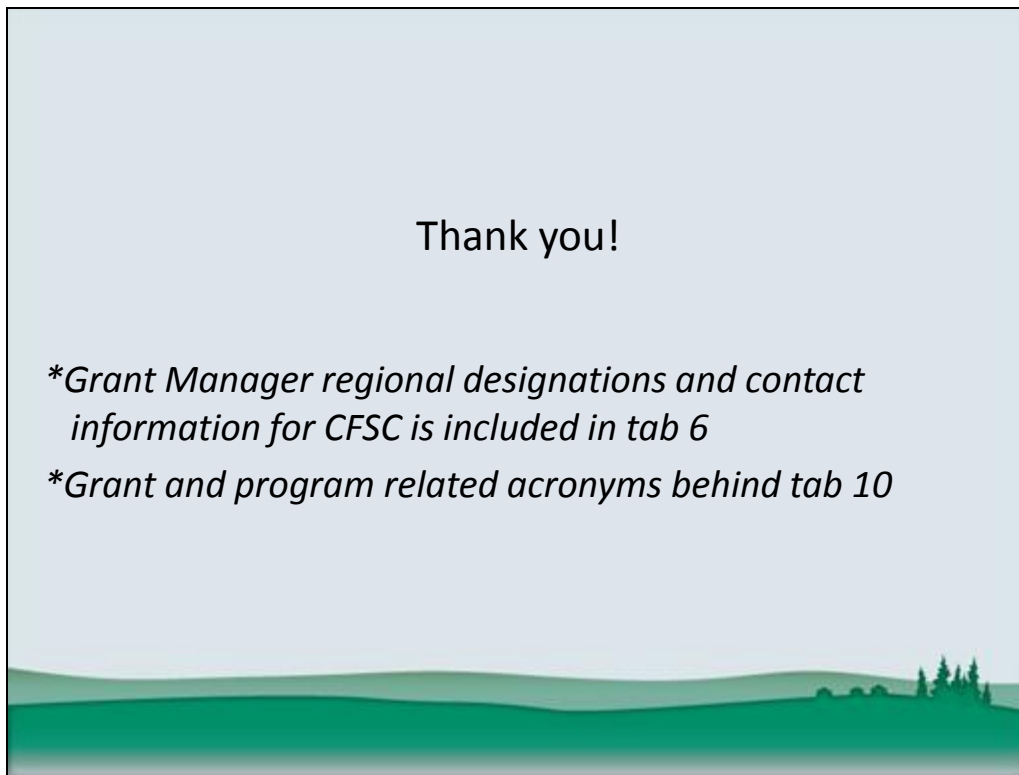 Thank you!
*Grant Manager regional designations and contact
information for CFSC is included in tab 6
*Grant and program related acronyms behind tab 10